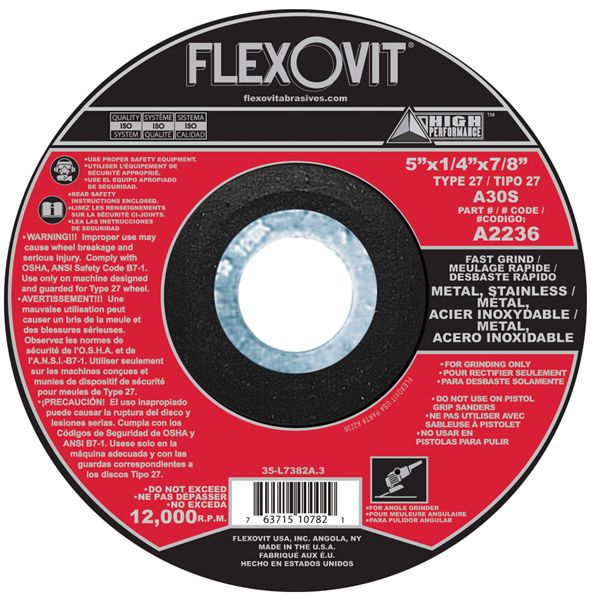 FLEXOVIT®
flexovitabrasives.com
QUALITY ISO SYSTEM
SYSTÈME ISO QUALITÉ
SISTEMA ISO CALIDAD
HIGH PERFORMANCE™
•USE PROPER SAFETY EQUIPMENT.
•UTILISER L'ÉQUIPEMENT DE
SÉCURITÉ APPROPRIÉ.
•USE EL EQUIPO APROPIADO
DE SEGURIDAD.
•READ SAFETY
INSTRUCTIONS ENCLOSED.
•LISEZ LES RENSEIGNEMENTS
SUR LA SÉCURITÉ CI-JOINTS.
•LEA LAS INSTRUCCIONES
DE SEGURIDAD
•WARNING!!! Improper use may
cause wheel breakage and
serious injury. Comply with
OSHA, ANSI Safety Code B7-1.
Use only on machine designed
and guarded for Type 27 wheel.
•AVERTISSEMENT!!! Une
mauvaise utilisation peut
causer un bris de la meule et
des blessures sérieuses.
Observez les normes de
sécurité de l'O.S.H.A. et de
l'A.N.S.I.-B7-1. Utiliser seulement
sur les machines conçues et
munies de dispositif de sécurité
pour meules de Type 27.
•¡PRECAUCIÓN! El uso inapropiado
puede causar la ruptura del disco y
lesiones serias. Cumpla con los
Códigos de Seguridad de OSHA y
ANSI B7-1. Usese solo en la
máquina adecuada y con las
guardas correspondientes a
los discos Tipo 27.
•DO NOT EXCEED
•NE PAS DÉPASSER
•NO EXCEDA
12,000 R.P.M.
5”x1/4”x7/8”
TYPE 27 / TIPO 27
A30S
PART # / # CODE /
#CODIGO:
A2236
FAST GRIND /
MEULAGE RAPIDE /
DESBASTE RÁPIDO
METAL, STAINLESS /
MÉTAL,
ACIER INOXYDABLE /
METAL,
ACERO INOXIDABLE
•FOR GRINDING ONLY
•POUR RECTIFIER SEULEMENT
•PARA DESBASTE SOLAMENTE
•DO NOT USE ON PISTOL
GRIP SANDERS
•NE PAS UTILISER AVEC
SABLEUSE À PISTOLET
•NO USAR EN
PISTOLAS PARA PULIR
FLEXOVIT USA PART# A2236
•FOR ANGLE GRINDER
•POUR MEULEUSE ANGULAIRE
•PARA PULIDOR ANGULAR
35-L7382A.3
7 63715 10782 1
FLEXOVIT USA, INC. ANGOLA, NY
MADE IN THE U.S.A.
FABRIQUÉ AUX É.U.
HECHO EN ESTADOS UNIDOS